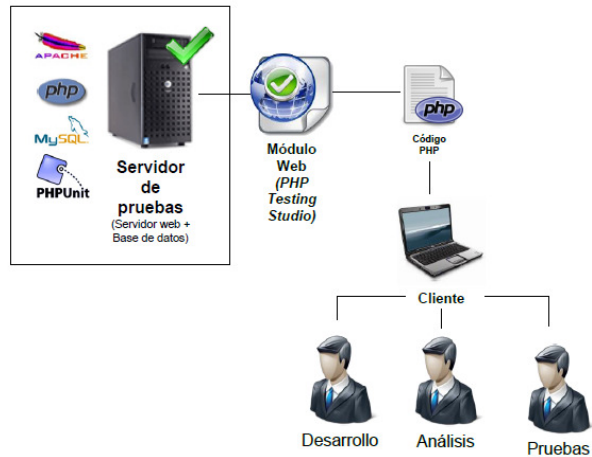 APACHE
php
MySQL
PHPUnit
Servidor
de
pruebas
(Servidor web +
Base de datos)
Módulo
Web
(PHP
Testing
Studio)
php
Código
PHP
Cliente
Desarrollo
Análisis
Pruebas